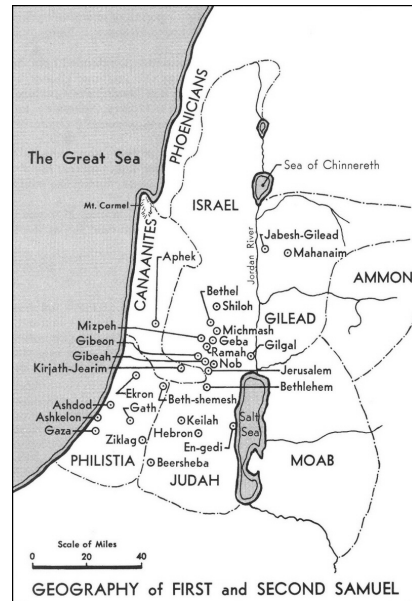 PHOENICIANS
The Great Sea
Sea of Chinnereth
Mt. Carmel
ISRAEL
CANAANITES
Jordan River
Jabesh-Gilead
Mahanaim
Aphek
AMMON
Bethel
Shiloh
GILEAD
Mizpeh
Michmash
Gibeon
Geba
Ramah
Gilgal
Gibeah
Nob
Kirjath-Jearim
Jerusalem
Bethlehem
Ekron
Beth-shemesh
Ashdod
Gath
Ashkelon
Keilah
Salt
Sea
Gaza
Ziklag
Hebron
En-gedi
PHILISTIA
Beersheba
MOAB
JUDAH
Scale of Miles
0 20 40
GEOGRAPHY of FIRST and SECOND SAMUEL